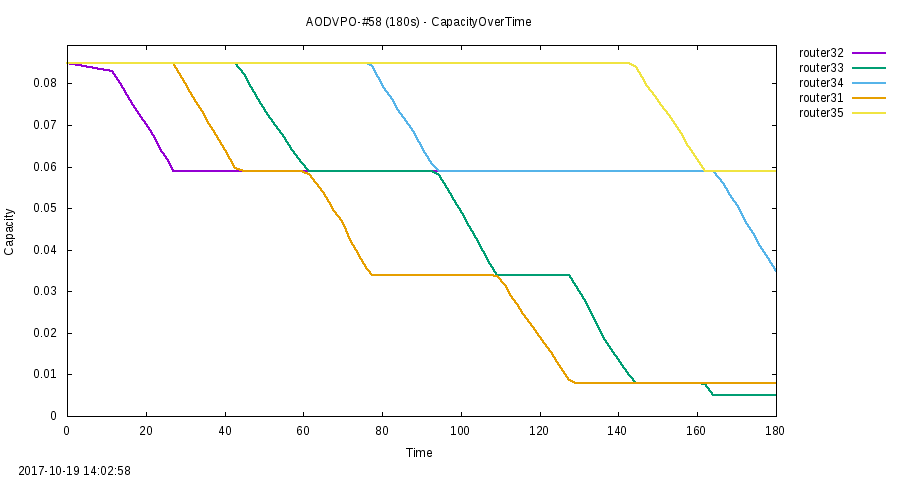 AODVPO-#58 (180s) - CapacityOverTime
router32
router33
router34
router31
router35
0.08
0.07
0.06
0.05
0.04
0.03
0.02
0.01
0
Capacity
0 20 40 60 80 100 120 140 160 180
Time
2017-10-19 14:02:58